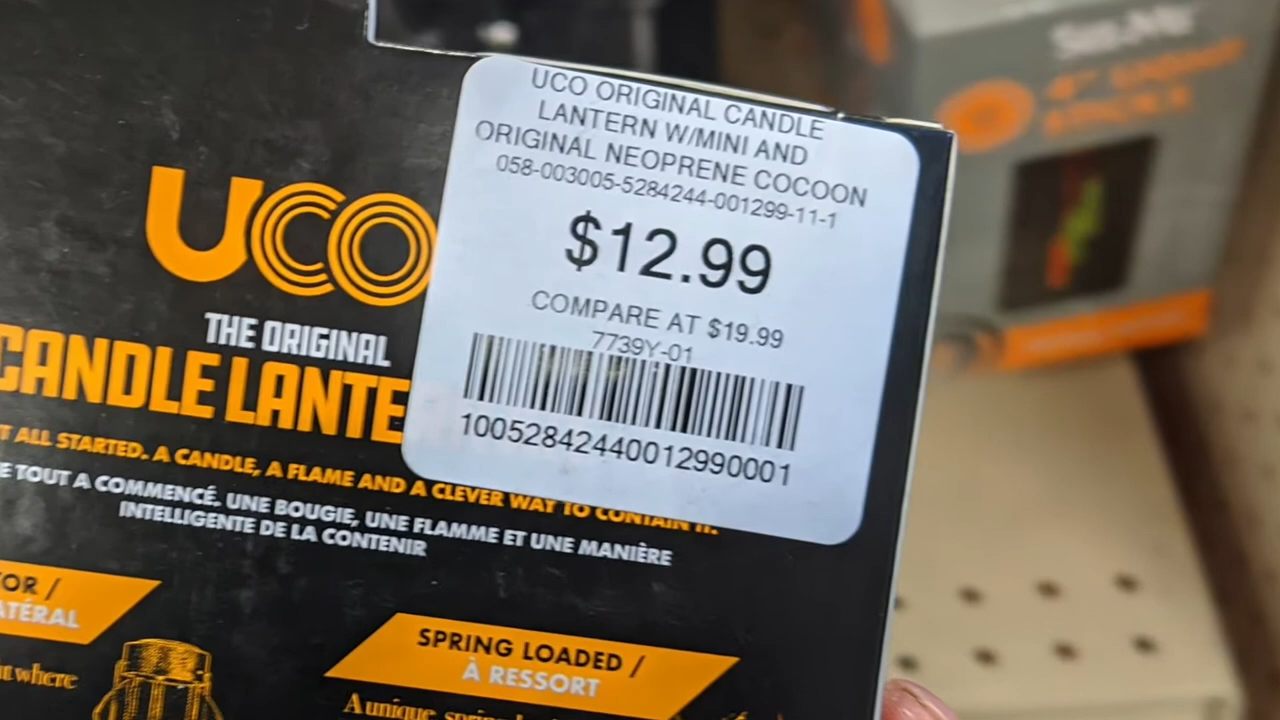 UCO ORIGINAL CANDLE
LANTERN W/MINI AND
ORIGINAL NEOPRENE COCOON
058-003005-5284244-001299-11-1
$12.99
COMPARE AT $19.99
7739Y-01
10052842440012990001
UCO
THE ORIGINAL
CANDLE LANTE
T ALL STARTED. A CANDLE, A FLAME AND A CLEVER WAY TO CONTAIN IT.
E TOUT A COMMENCÉ. UNE BOUGIE, UNE FLAMME ET UNE MANIÈRE
INTELLIGENTE DE LA CONTENIR
OR /
ATÉRAL
t where
SPRING LOADED /
À RESSORT
A unique, spring